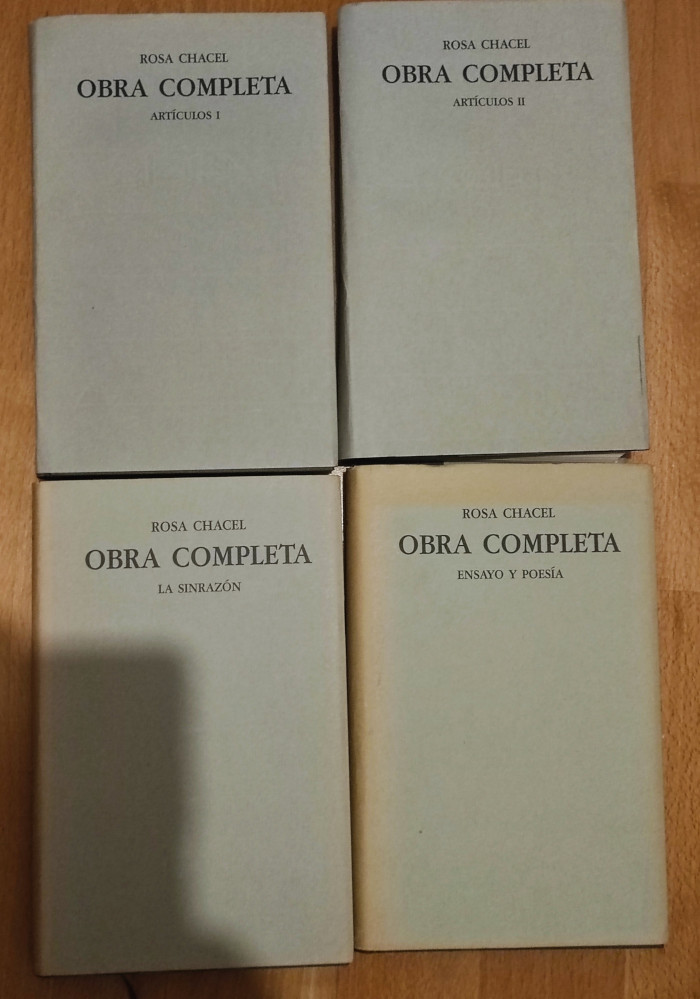 ROSA CHACEL
OBRA COMPLETA
ARTÍCULOS I
ROSA CHACEL
OBRA COMPLETA
ARTÍCULOS II
ROSA CHACEL
OBRA COMPLETA
LA SINRAZÓN
ROSA CHACEL
OBRA COMPLETA
ENSAYO Y POESÍA